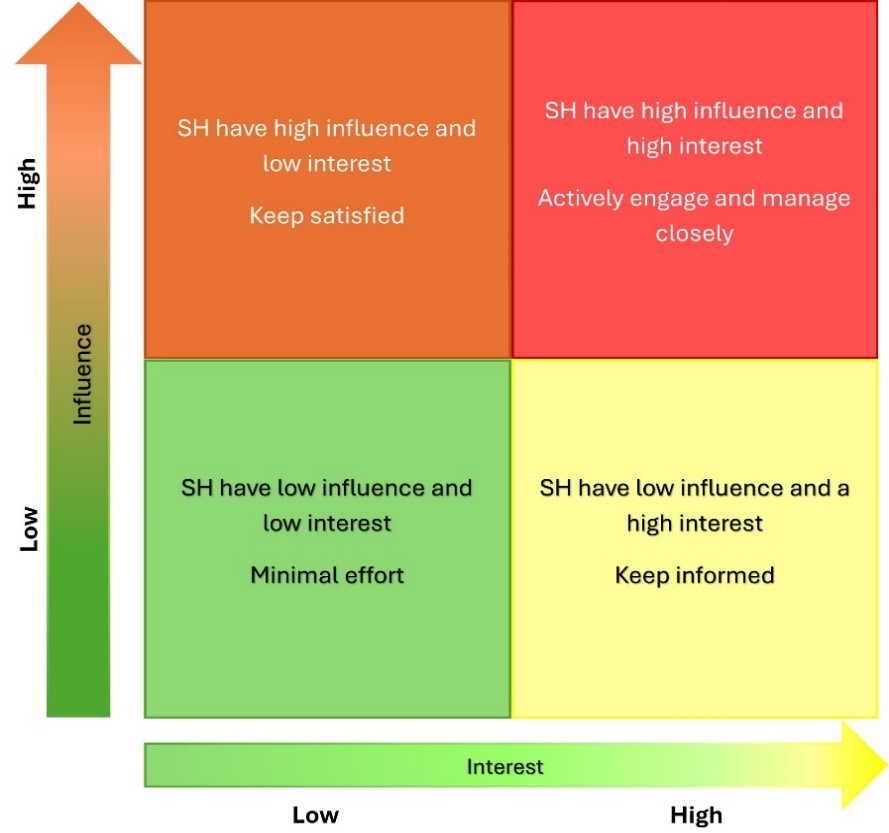 SH have high influence and
low interest
Keep satisfied
SH have high influence and
high interest
Actively engage and manage
closely
High
Influence
Low
SH have low influence and
low interest
Minimal effort
SH have low influence and a
high interest
Keep informed
Interest
Low
High